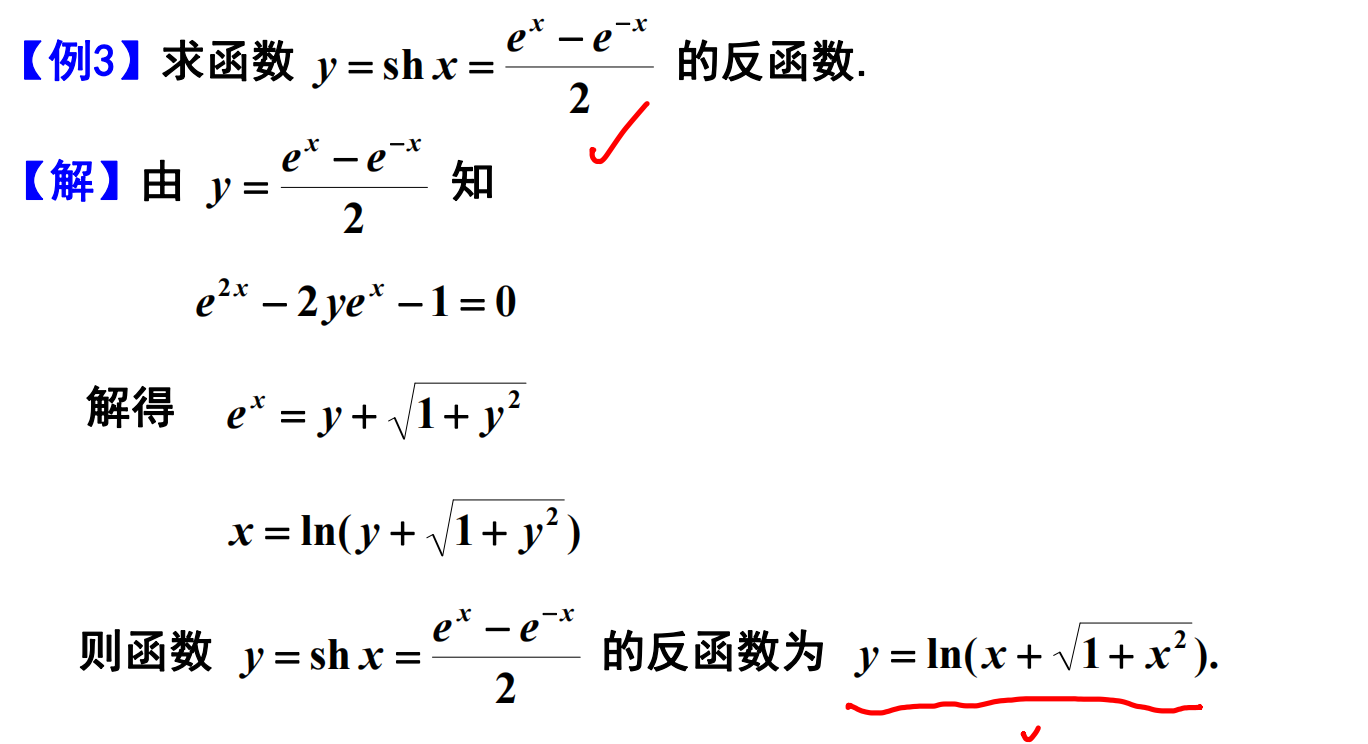 【例3】求函数 y = sh x = \frac{e^x - e^{-x}}{2} 的反函数.
【解】由 y = \frac{e^x - e^{-x}}{2} 知
e^{2x} - 2ye^x - 1 = 0
解得 e^x = y + \sqrt{1 + y^2}
x = ln(y + \sqrt{1 + y^2})
则函数 y = sh x = \frac{e^x - e^{-x}}{2} 的反函数为 y = ln(x + \sqrt{1 + x^2}).